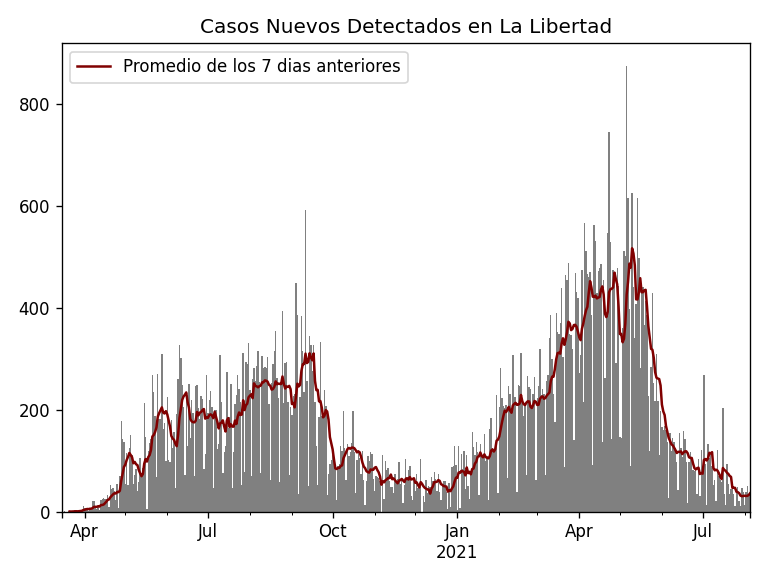 Casos Nuevos Detectados en La Libertad
Promedio de los 7 dias anteriores
800
600
400
200
0
Apr Jul Oct Jan Apr Jul
2021